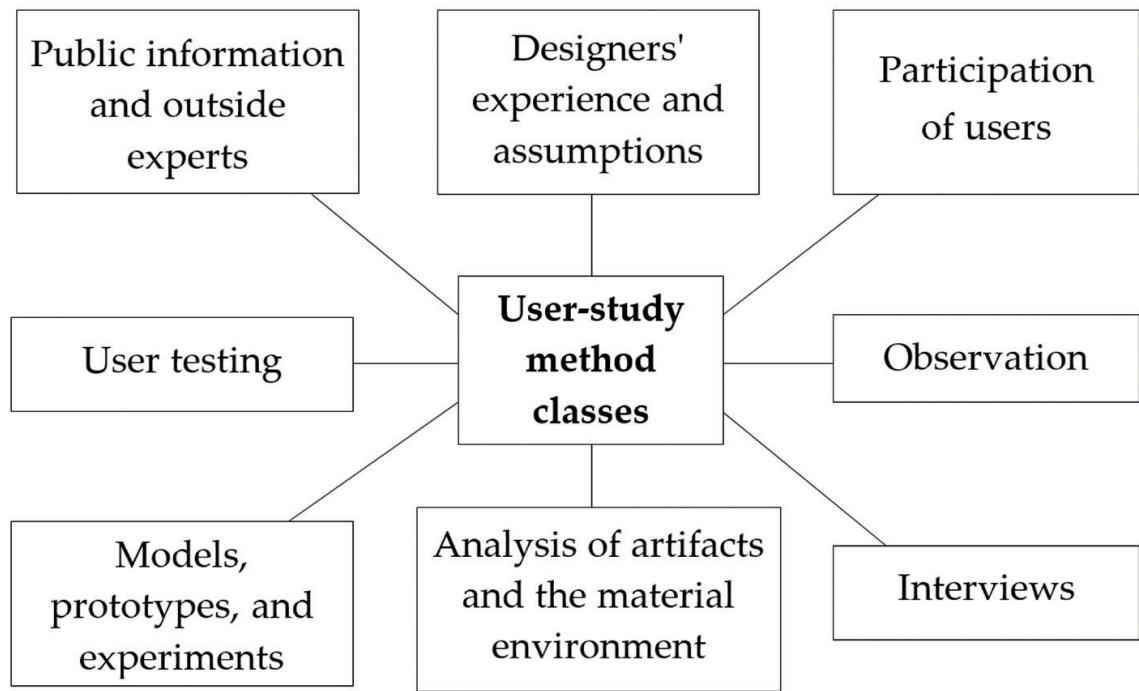 Public information
and outside
experts
Designers'
experience and
assumptions
Participation
of users
User testing
User-study
method
classes
Observation
Models,
prototypes, and
experiments
Analysis of artifacts
and the material
environment
Interviews